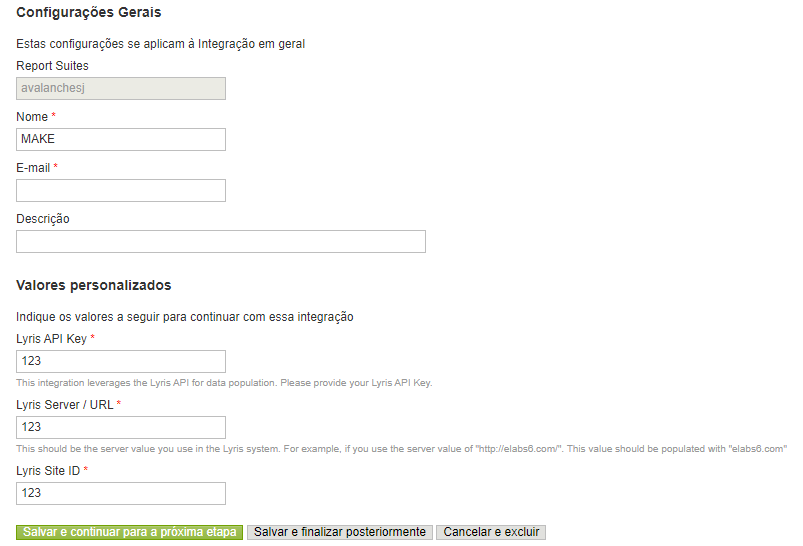 Configurações Gerais
Estas configurações se aplicam à Integração em geral
Report Suites
avalanchesj
Nome *
MAKE
E-mail *
Descrição
Valores personalizados
Indique os valores a seguir para continuar com essa integração
Lyris API Key *
123
This integration leverages the Lyris API for data population. Please provide your Lyris API Key.
Lyris Server / URL *
123
This should be the server value you use in the Lyris system. For example, if you use the server value of "http://elabs6.com/". This value should be populated with "elabs6.com"
Lyris Site ID *
123
Salvar e continuar para a próxima etapa Salvar e finalizar posteriormente Cancelar e excluir